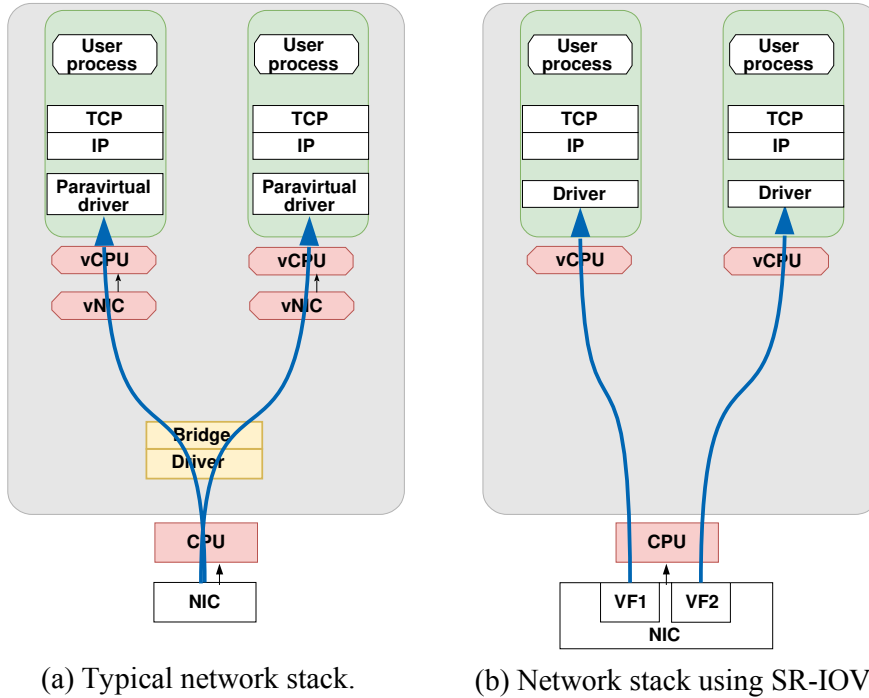 User
process
TCP
IP
Paravirtual
driver
vCPU
vNIC
User
process
TCP
IP
Paravirtual
driver
vCPU
vNIC
Bridge
Driver
CPU
NIC
(a) Typical network stack.
User
process
TCP
IP
Driver
vCPU
User
process
TCP
IP
Driver
vCPU
CPU
VF1
VF2
NIC
(b) Network stack using SR-IOV